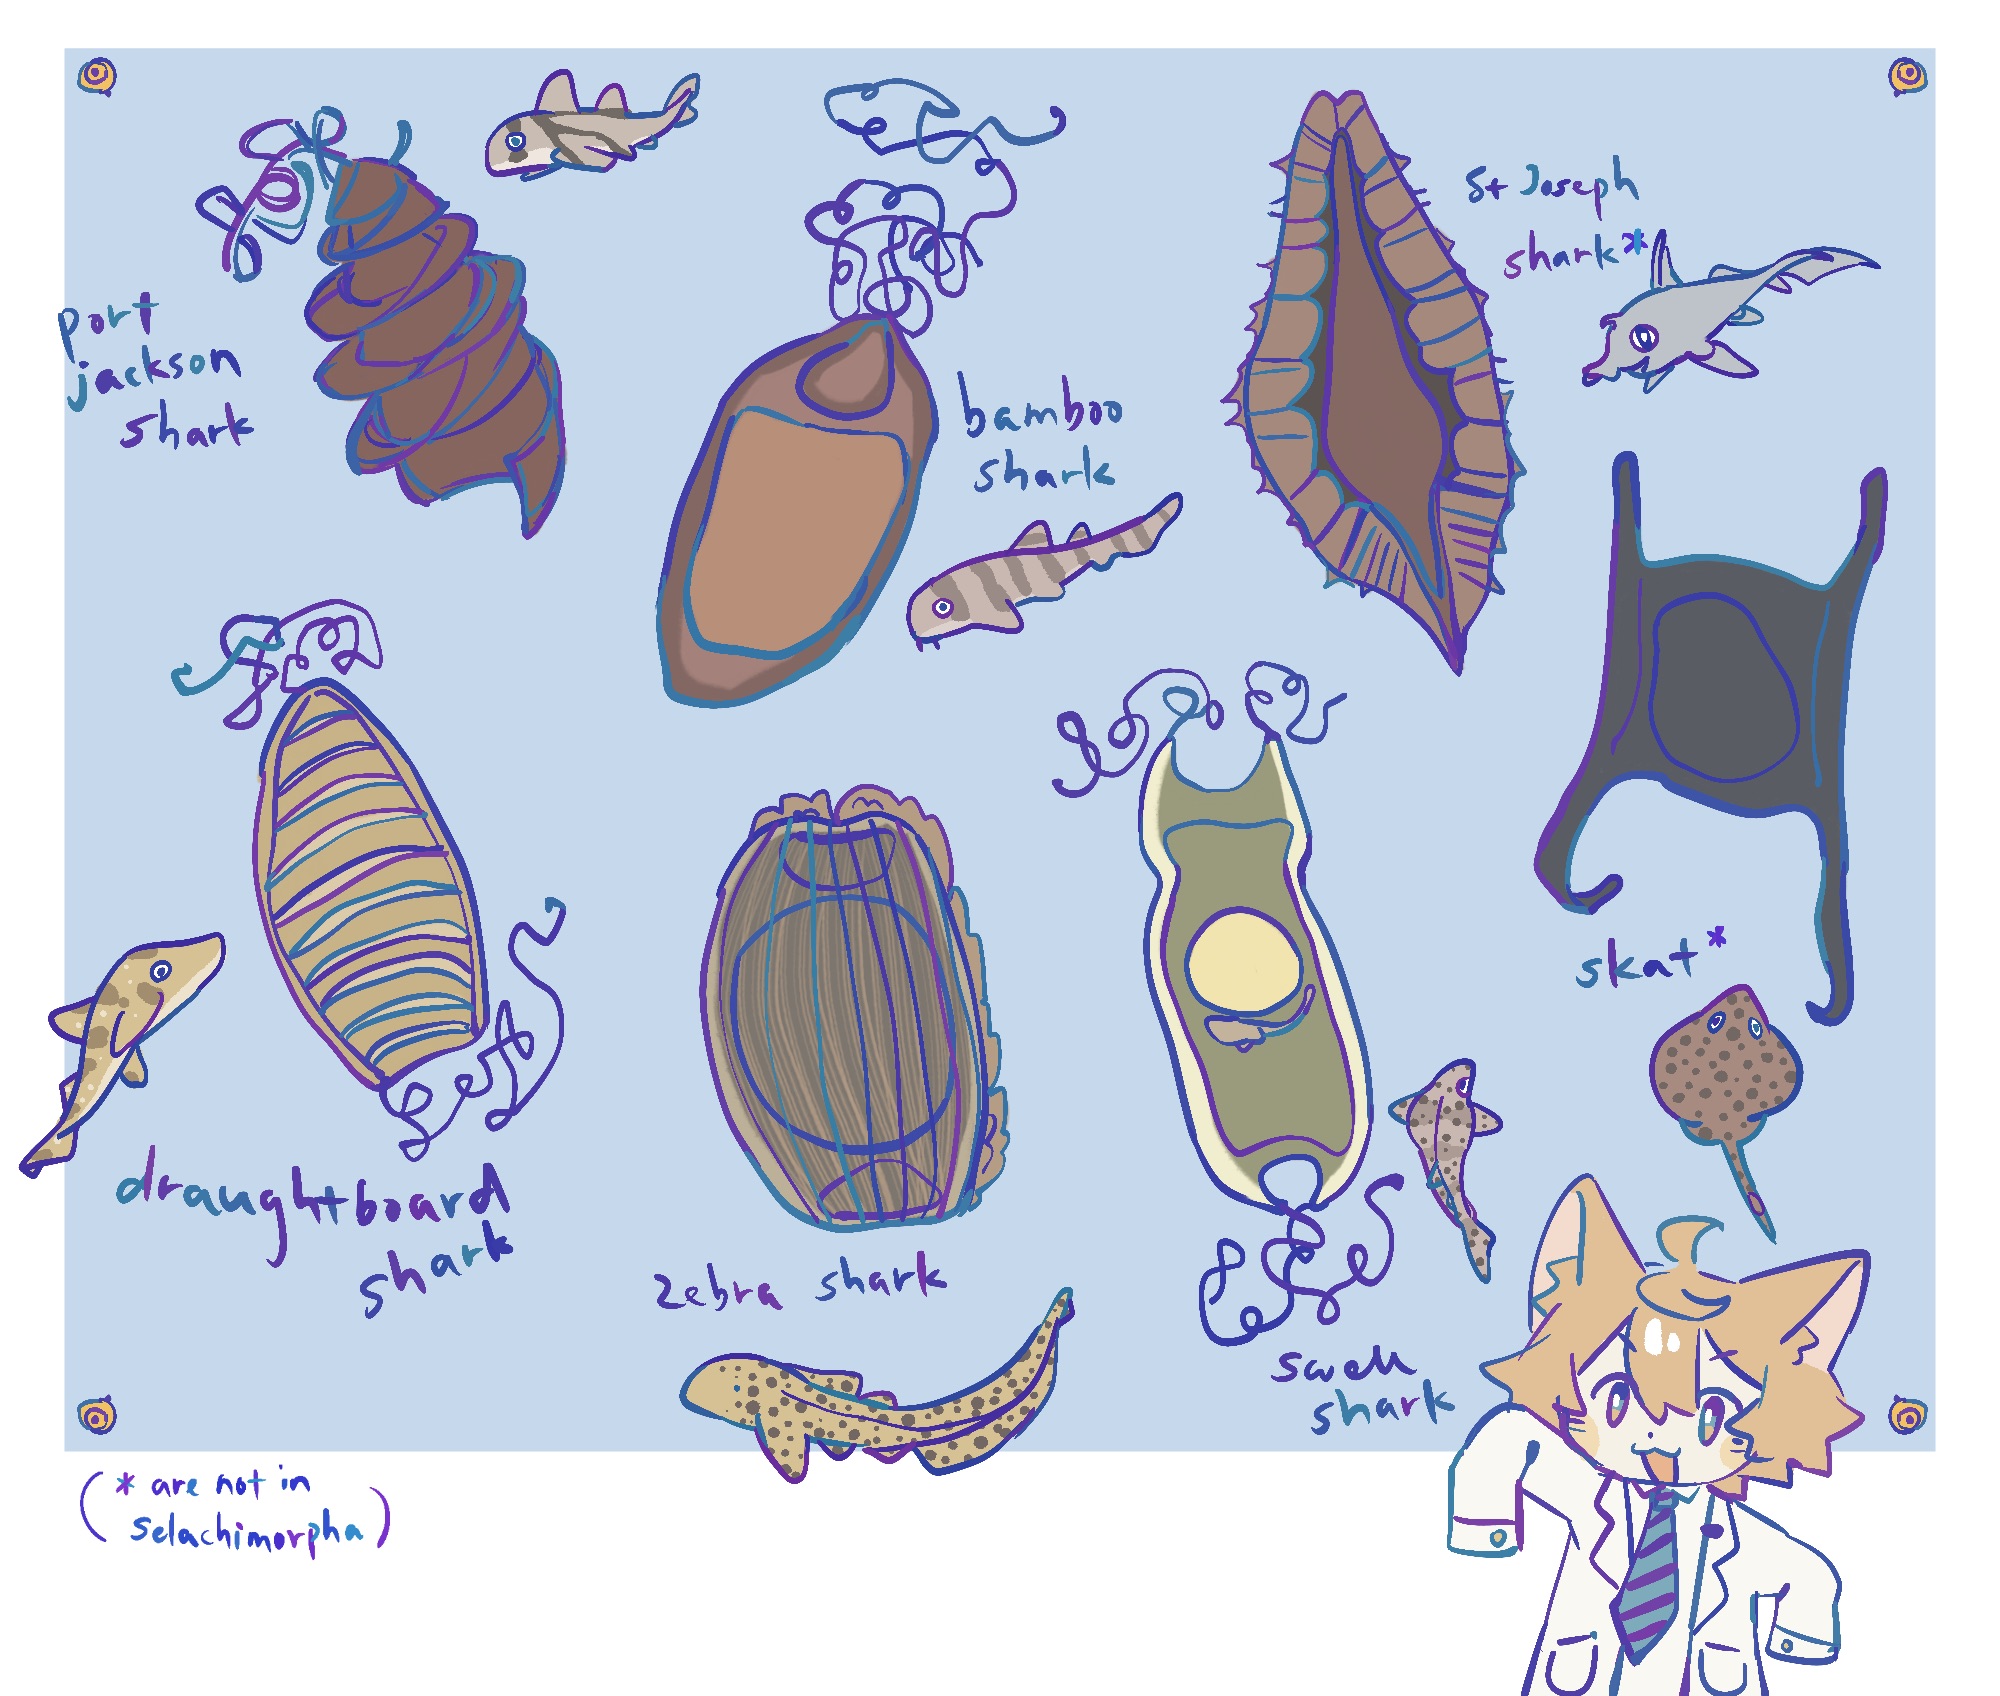 port
jackson
shark
bamboo
shark
St Joseph
shark*
draughtboard
shark
zebra shark
swell
shark
skat*
(* are not in
selachimorpha)